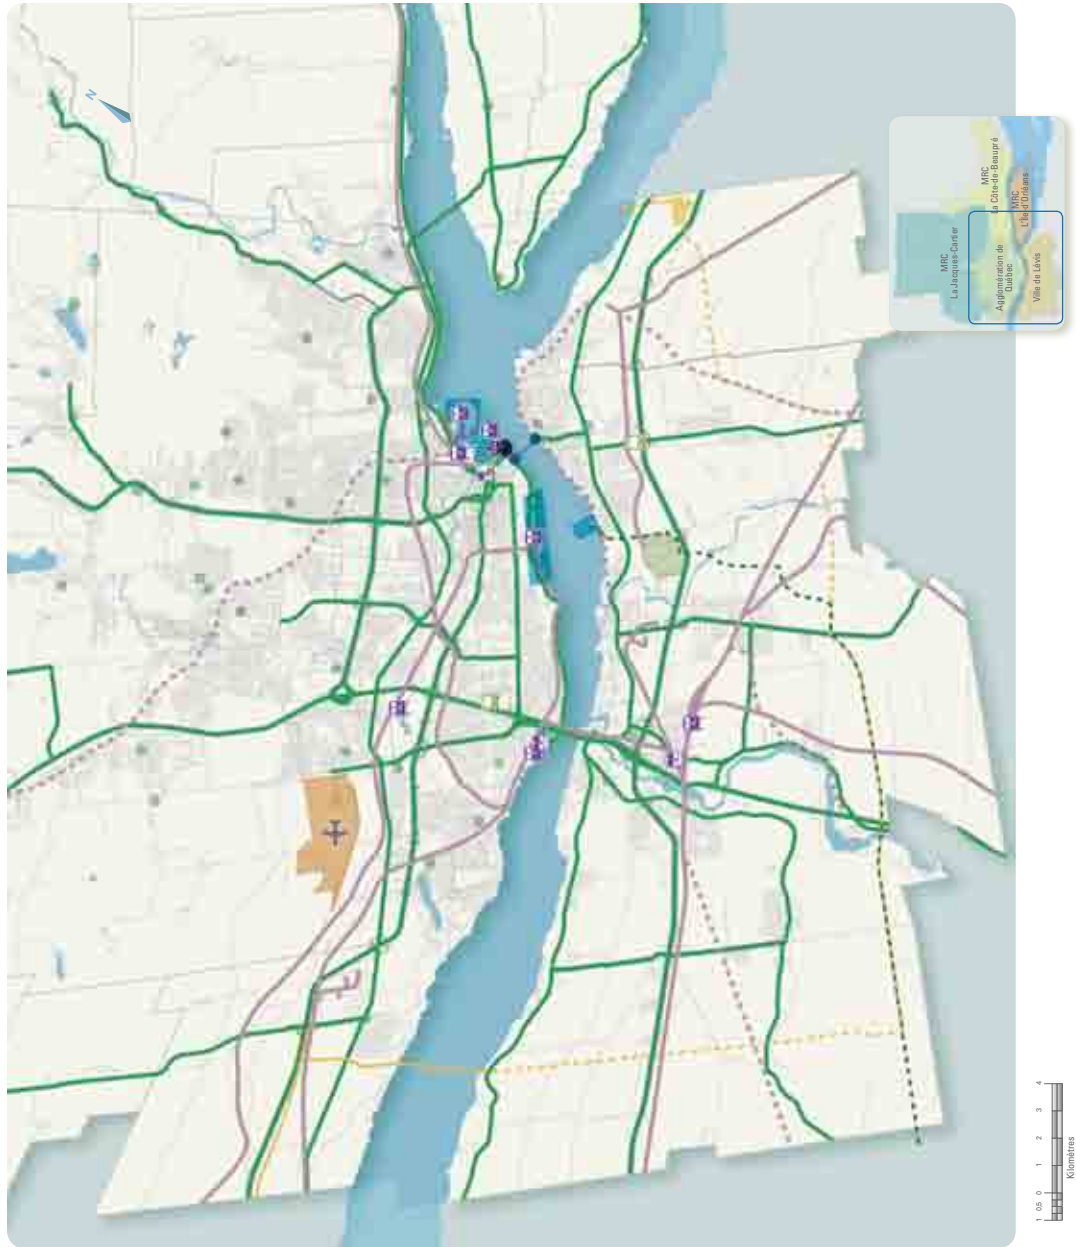 N
MRC
La Côte-de-Beaupré
MRC
L'Île-d'Orléans
MRC
La Jacques-Cartier
Agglomération de
Québec
Ville de Lévis
1 0,5 0 1 2 3 4
Kilomètres